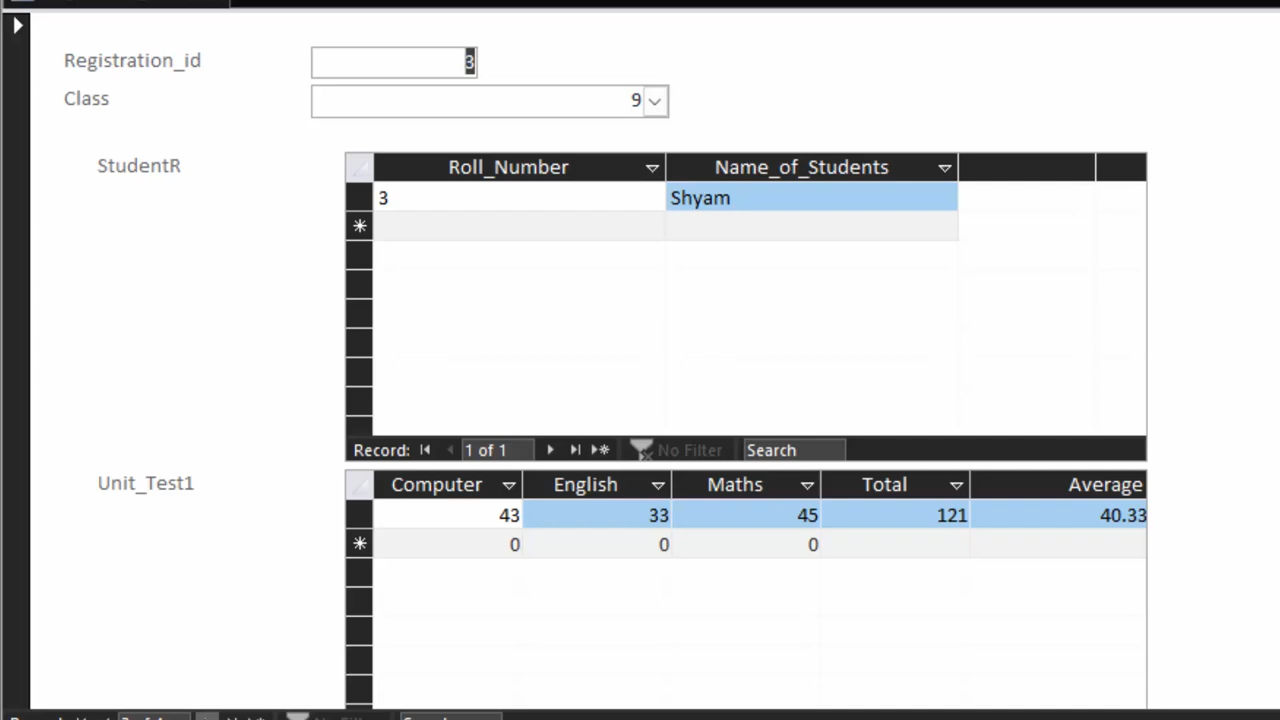 Registration_id 3
Class 9
StudentR
Roll_Number Name_of_Students
3 Shyam
Record: 1 of 1 No Filter Search
Unit_Test1
Computer English Maths Total Average
43 33 45 121 40.33
0 0 0